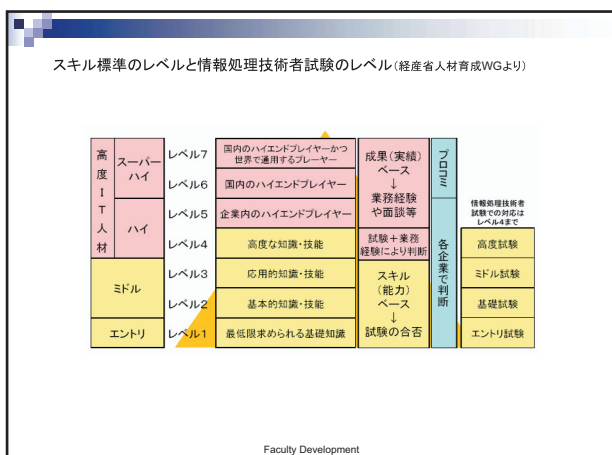 スキル標準のレベルと情報処理技術者試験のレベル(経産省人材育成WGより)
高度IT人材
スーパー
ハイ
ハイ
ミドル
エントリ
レベル7
レベル6
レベル5
レベル4
レベル3
レベル2
レベル1
国内のハイエンドプレイヤーかつ
世界で通用するプレーヤー
国内のハイエンドプレイヤー
企業内のハイエンドプレイヤー
高度な知識・技能
応用的知識・技能
基本的知識・技能
最低限求められる基礎知識
成果(実績)
ベース
↓
業務経験
や面談等
試験+業務
経験により判断
スキル
(能力)
ベース
↓
試験の合否
プロコミ
各企業で判断
情報処理技術者
試験での対応は
レベル4まで
高度試験
ミドル試験
基礎試験
エントリ試験
Faculty Development